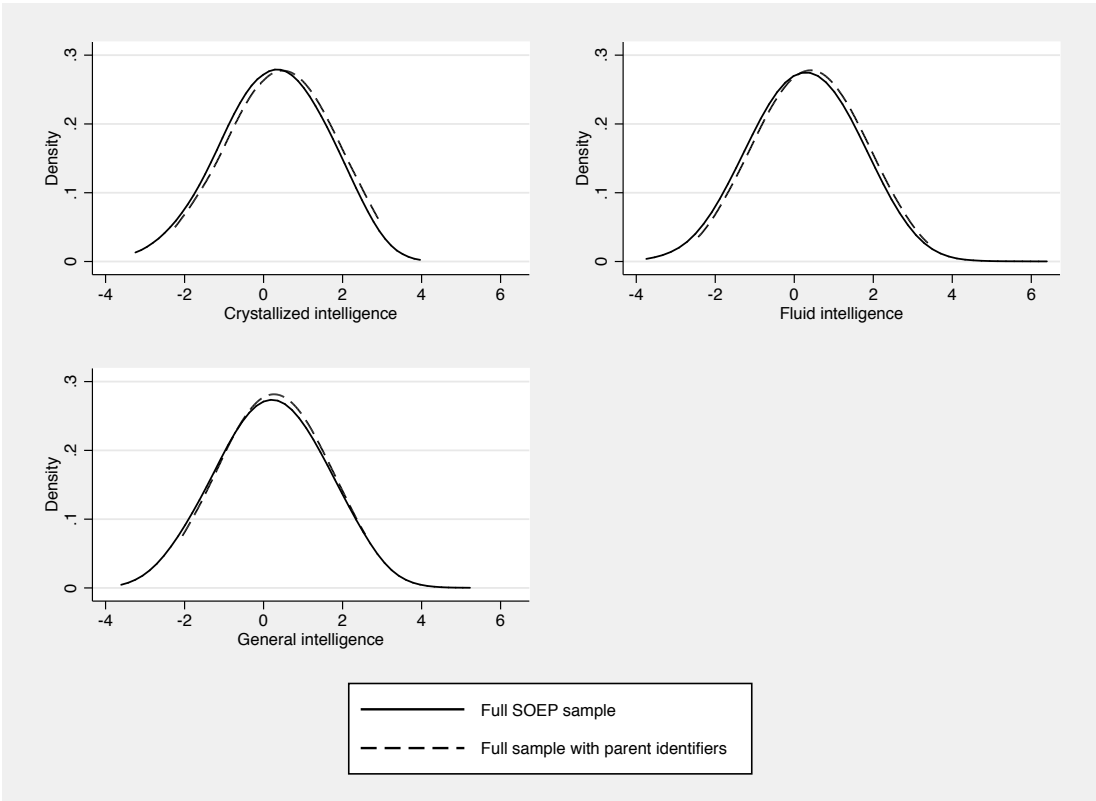 Density
.3
.2
.1
0
-4 -2 0 2 4 6
Crystallized intelligence
Density
.3
.2
.1
0
-4 -2 0 2 4 6
Fluid intelligence
Density
.3
.2
.1
0
-4 -2 0 2 4 6
General intelligence
Full SOEP sample
Full sample with parent identifiers